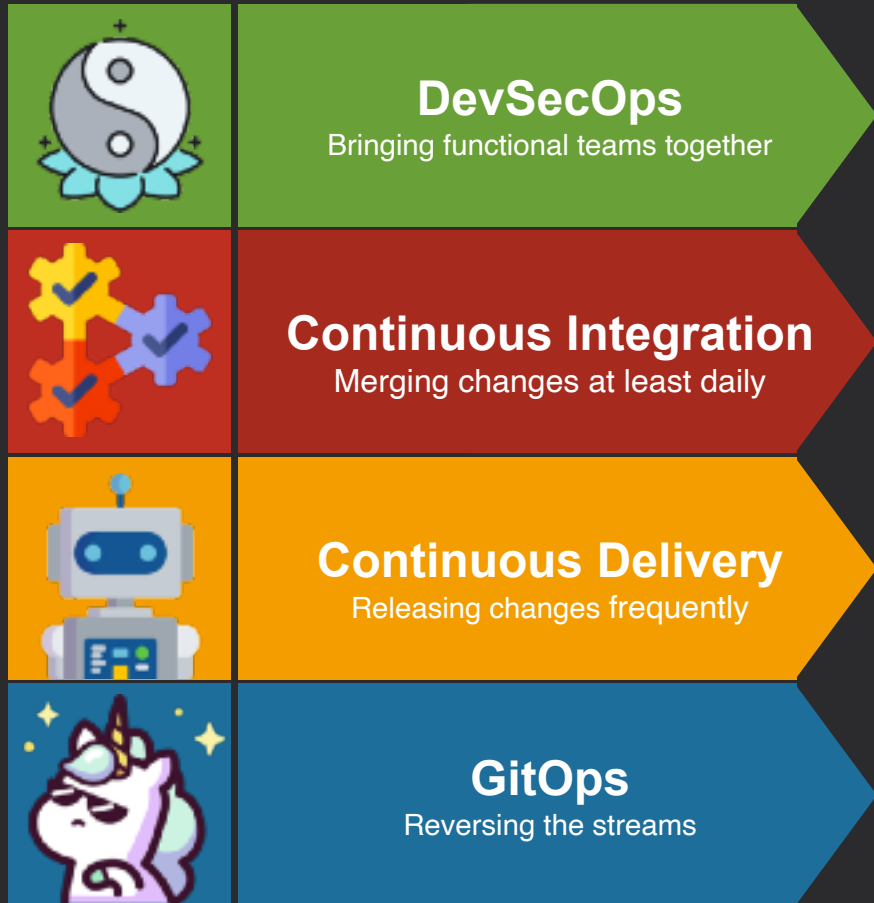 DevSecOps
Bringing functional teams together
Continuous Integration
Merging changes at least daily
Continuous Delivery
Releasing changes frequently
GitOps
Reversing the streams